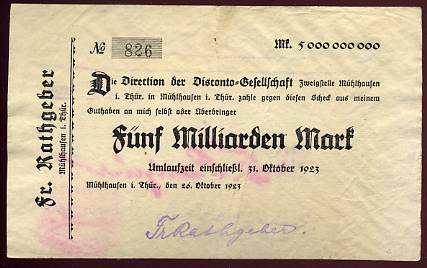 № 826 Mk. 5 000 000 000
Die Direction der Disconto-Gesellschaft Zweigstelle Mühlhausen
i. Thür. in Mühlhausen i. Thür. zahle gegen diesen Scheck aus meinem
Guthaben an mich selbst oder Überbringer
Fünf Milliarden Mark
Umlaufzeit einschließl. 31. Oktober 1923
Mühlhausen i. Thür., den 26. Oktober 1923
Fr. Rathgeber
Mühlhausen i. Thür.
FrRathgeber.